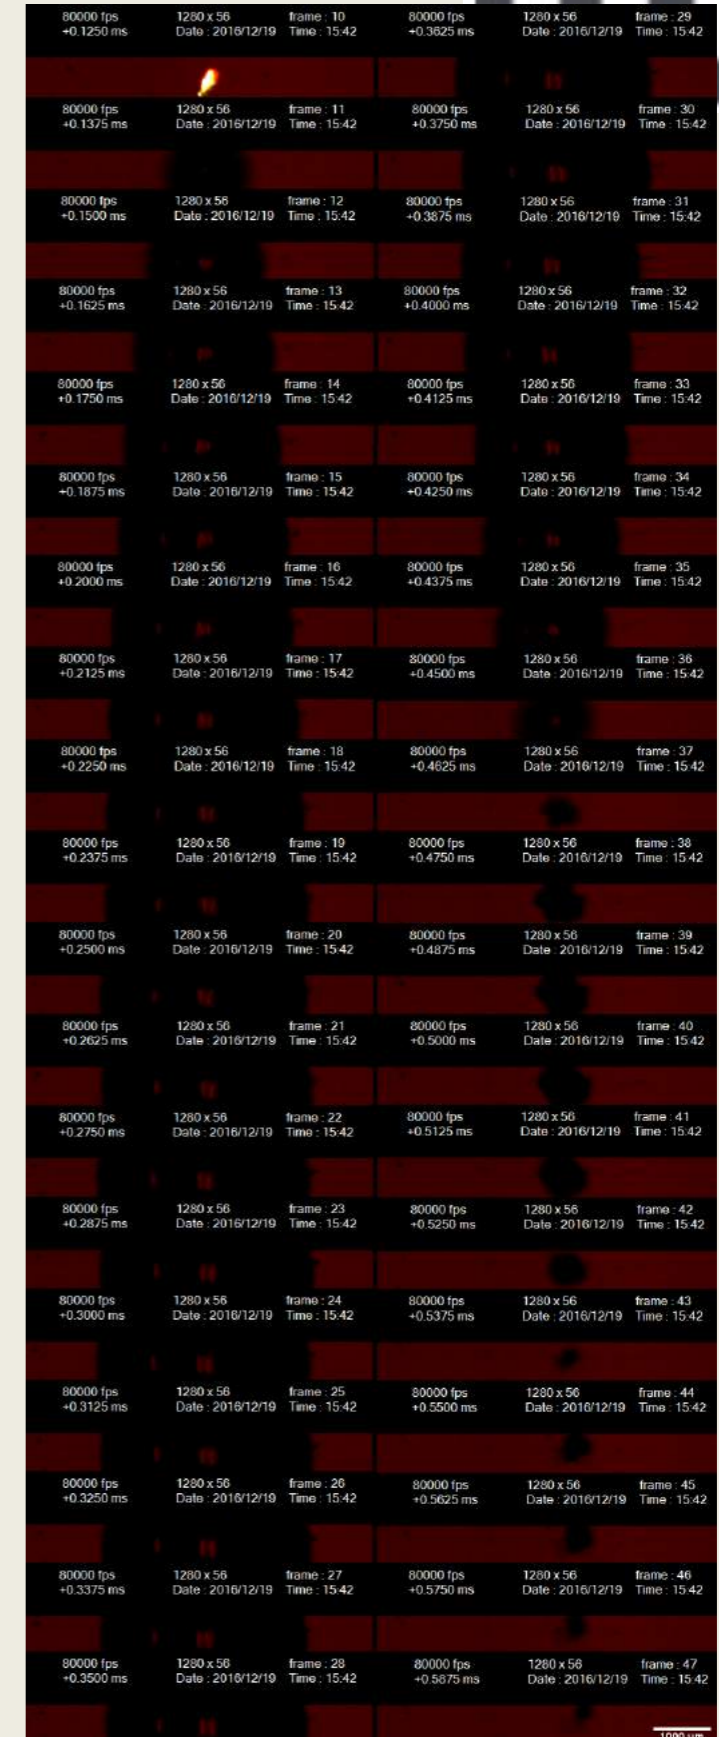 80000 fps 1280 x 56 frame : 10
+0.1250 ms Date : 2016/12/19 Time : 15:42
80000 fps 1280 x 56 frame : 11
+0.1375 ms Date : 2016/12/19 Time : 15:42
80000 fps 1280 x 56 frame : 12
+0.1500 ms Date : 2016/12/19 Time : 15:42
80000 fps 1280 x 56 frame : 13
+0.1625 ms Date : 2016/12/19 Time : 15:42
80000 fps 1280 x 56 frame : 14
+0.1750 ms Date : 2016/12/19 Time : 15:42
80000 fps 1280 x 56 frame : 15
+0.1875 ms Date : 2016/12/19 Time : 15:42
80000 fps 1280 x 56 frame : 16
+0.2000 ms Date : 2016/12/19 Time : 15:42
80000 fps 1280 x 56 frame : 17
+0.2125 ms Date : 2016/12/19 Time : 15:42
80000 fps 1280 x 56 frame : 18
+0.2250 ms Date : 2016/12/19 Time : 15:42
80000 fps 1280 x 56 frame : 19
+0.2375 ms Date : 2016/12/19 Time : 15:42
80000 fps 1280 x 56 frame : 20
+0.2500 ms Date : 2016/12/19 Time : 15:42
80000 fps 1280 x 56 frame : 21
+0.2625 ms Date : 2016/12/19 Time : 15:42
80000 fps 1280 x 56 frame : 22
+0.2750 ms Date : 2016/12/19 Time : 15:42
80000 fps 1280 x 56 frame : 23
+0.2875 ms Date : 2016/12/19 Time : 15:42
80000 fps 1280 x 56 frame : 24
+0.3000 ms Date : 2016/12/19 Time : 15:42
80000 fps 1280 x 56 frame : 25
+0.3125 ms Date : 2016/12/19 Time : 15:42
80000 fps 1280 x 56 frame : 26
+0.3250 ms Date : 2016/12/19 Time : 15:42
80000 fps 1280 x 56 frame : 27
+0.3375 ms Date : 2016/12/19 Time : 15:42
80000 fps 1280 x 56 frame : 28
+0.3500 ms Date : 2016/12/19 Time : 15:42
80000 fps 1280 x 56 frame : 29
+0.3625 ms Date : 2016/12/19 Time : 15:42
80000 fps 1280 x 56 frame : 30
+0.3750 ms Date : 2016/12/19 Time : 15:42
80000 fps 1280 x 56 frame : 31
+0.3875 ms Date : 2016/12/19 Time : 15:42
80000 fps 1280 x 56 frame : 32
+0.4000 ms Date : 2016/12/19 Time : 15:42
80000 fps 1280 x 56 frame : 33
+0.4125 ms Date : 2016/12/19 Time : 15:42
80000 fps 1280 x 56 frame : 34
+0.4250 ms Date : 2016/12/19 Time : 15:42
80000 fps 1280 x 56 frame : 35
+0.4375 ms Date : 2016/12/19 Time : 15:42
80000 fps 1280 x 56 frame : 36
+0.4500 ms Date : 2016/12/19 Time : 15:42
80000 fps 1280 x 56 frame : 37
+0.4625 ms Date : 2016/12/19 Time : 15:42
80000 fps 1280 x 56 frame : 38
+0.4750 ms Date : 2016/12/19 Time : 15:42
80000 fps 1280 x 56 frame : 39
+0.4875 ms Date : 2016/12/19 Time : 15:42
80000 fps 1280 x 56 frame : 40
+0.5000 ms Date : 2016/12/19 Time : 15:42
80000 fps 1280 x 56 frame : 41
+0.5125 ms Date : 2016/12/19 Time : 15:42
80000 fps 1280 x 56 frame : 42
+0.5250 ms Date : 2016/12/19 Time : 15:42
80000 fps 1280 x 56 frame : 43
+0.5375 ms Date : 2016/12/19 Time : 15:42
80000 fps 1280 x 56 frame : 44
+0.5500 ms Date : 2016/12/19 Time : 15:42
80000 fps 1280 x 56 frame : 45
+0.5625 ms Date : 2016/12/19 Time : 15:42
80000 fps 1280 x 56 frame : 46
+0.5750 ms Date : 2016/12/19 Time : 15:42
80000 fps 1280 x 56 frame : 47
+0.5875 ms Date : 2016/12/19 Time : 15:42